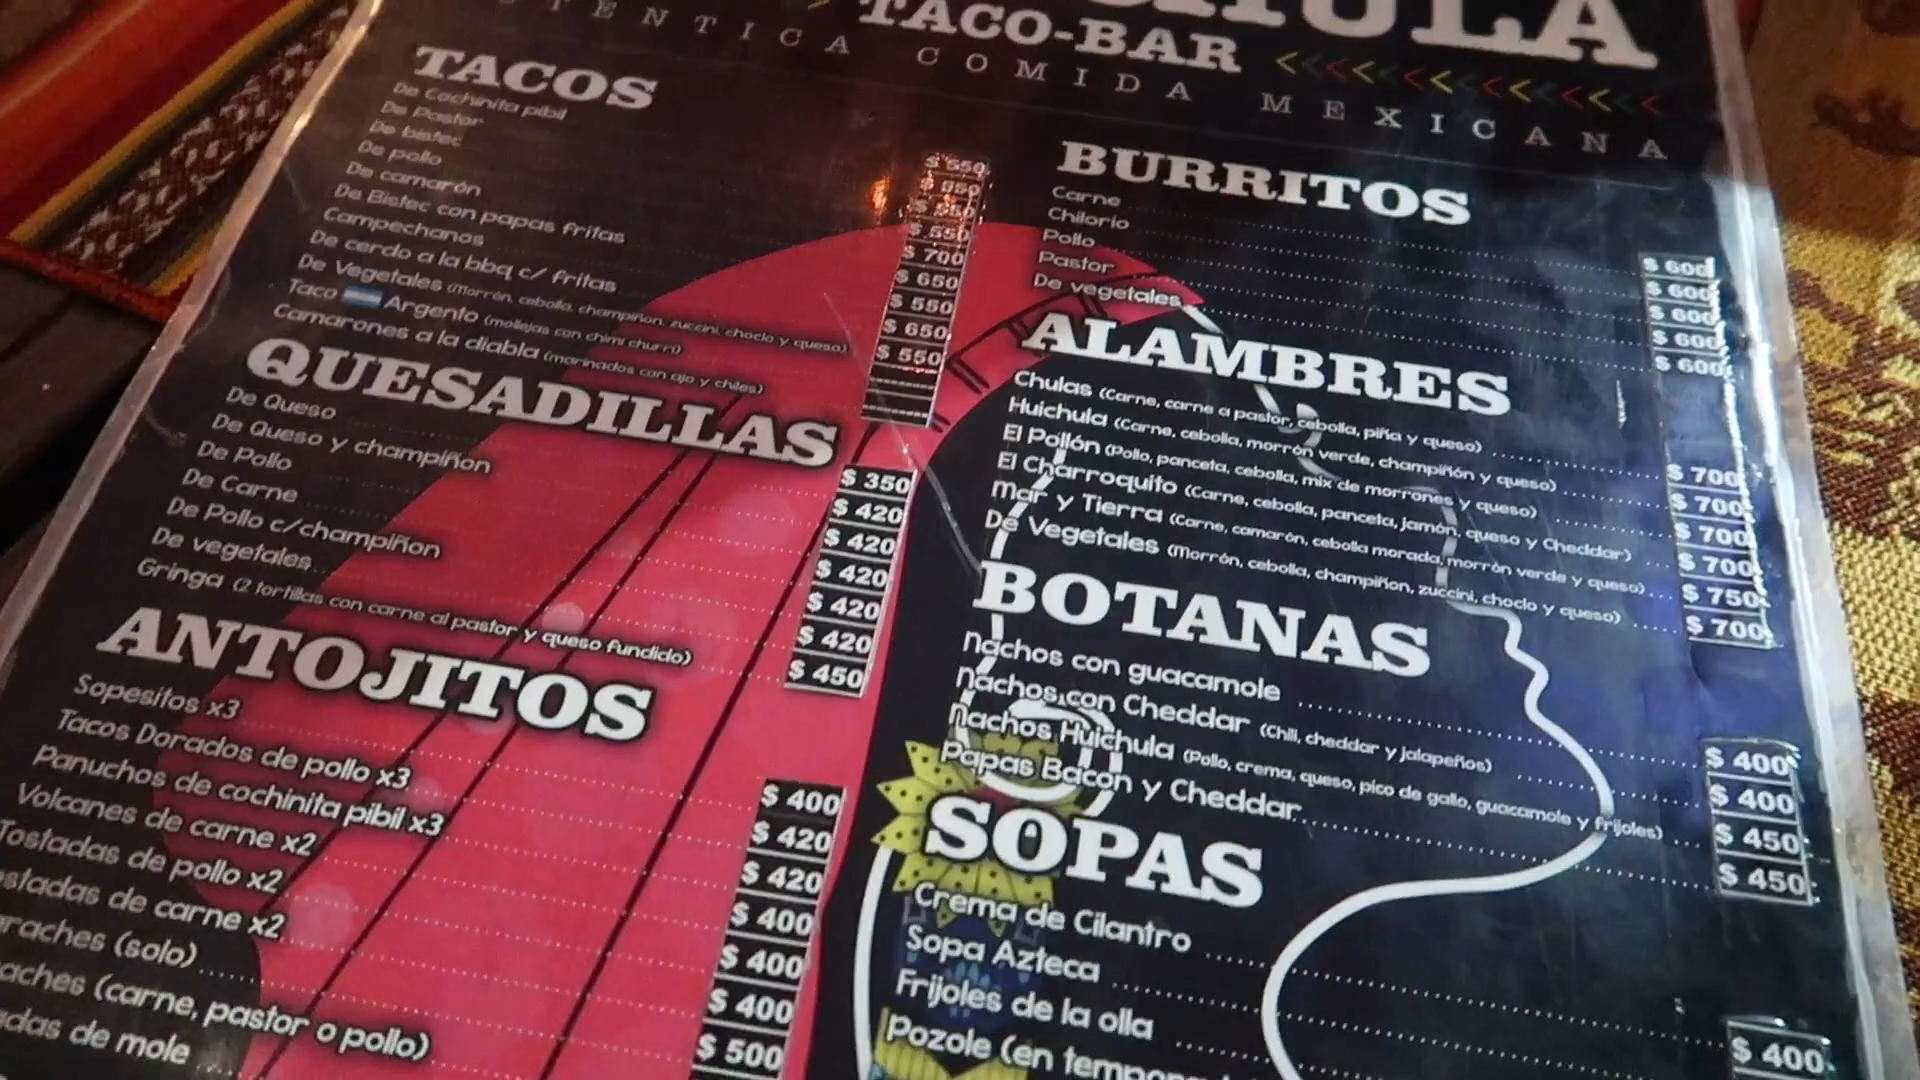 TACO-BAR
COMIDA MEXICANA
TACOS
De Cochinita pibil
De Pastor
De bistec
De pollo
De camarón
De Bistec con papas fritas
Campechanos
De cerdo a la bbq c/ fritas
De Vegetales (Morrón, cebolla, champiñon, zuccini, choclo y queso)
Taco Argento (mollejas con chimi churri)
Camarones a la diabla (marinados con ajo y chiles)
$ 550
$ 550
$ 550
$ 550
$ 700
$ 650
$ 550
$ 650
$ 550
QUESADILLAS
De Queso
De Queso y champiñon
De Pollo
De Carne
De Pollo c/champiñon
De vegetales
Gringa (2 tortillas con carne al pastor y queso fundido)
$ 350
$ 420
$ 420
$ 420
$ 420
$ 420
$ 450
ANTOJITOS
Sopesitos x3
Tacos Dorados de pollo x3
Panuchos de cochinita pibil x3
Volcanes de carne x2
Tostadas de pollo x2
de carne x2
(solo)
(carne, pastor o pollo)
de mole
$ 400
$ 420
$ 420
$ 400
$ 400
$ 400
$ 500
BURRITOS
Carne
Chilorio
Pollo
Pastor
De vegetales
$ 600
$ 600
$ 600
$ 600
$ 600
ALAMBRES
Chulas (Carne, carne a pastor, cebolla, piña y queso)
Huichula (Carne, cebolla, morrón verde, champiñón y queso)
El Pollón (Pollo, panceta, cebolla, mix de morrones y queso)
El Charroquito (Carne, cebolla, panceta, jamón, queso y Cheddar)
Mar y Tierra (Carne, camarón, cebolla morada, morrón verde y queso)
De Vegetales (Morrón, cebolla, champiñon, zuccini, choclo y queso)
$ 700
$ 700
$ 700
$ 700
$ 750
$ 700
BOTANAS
Nachos con guacamole
Nachos con Cheddar (Chili, cheddar y jalapeños)
Nachos Huichula (Pollo, crema, queso, pico de gallo, guacamole y frijoles)
Papas Bacon y Cheddar
$ 400
$ 400
$ 450
$ 450
SOPAS
Crema de Cilantro
Sopa Azteca
Frijoles de la olla
Pozole (en
$ 400